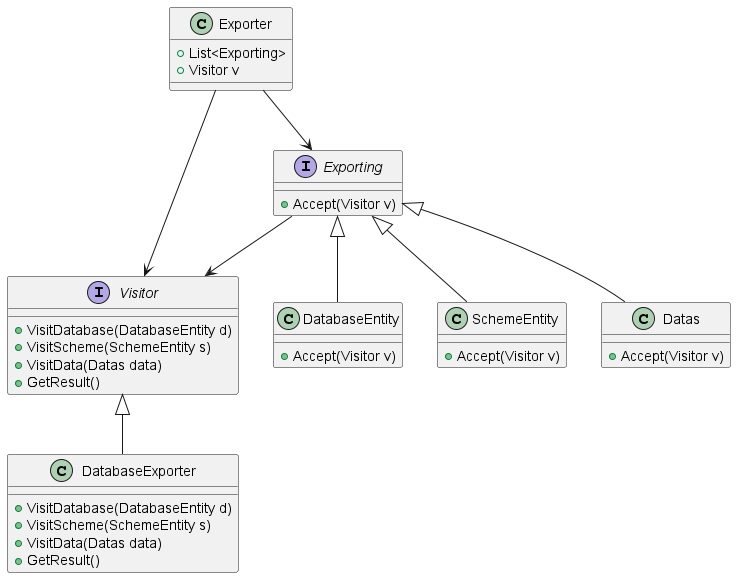 C Exporter
List<Exporting>
Visitor v
I Exporting
Accept(Visitor v)
I Visitor
VisitDatabase(DatabaseEntity d)
VisitScheme(SchemeEntity s)
VisitData(Datas data)
GetResult()
C DatabaseEntity
Accept(Visitor v)
C SchemeEntity
Accept(Visitor v)
C Datas
Accept(Visitor v)
C DatabaseExporter
VisitDatabase(DatabaseEntity d)
VisitScheme(SchemeEntity s)
VisitData(Datas data)
GetResult()